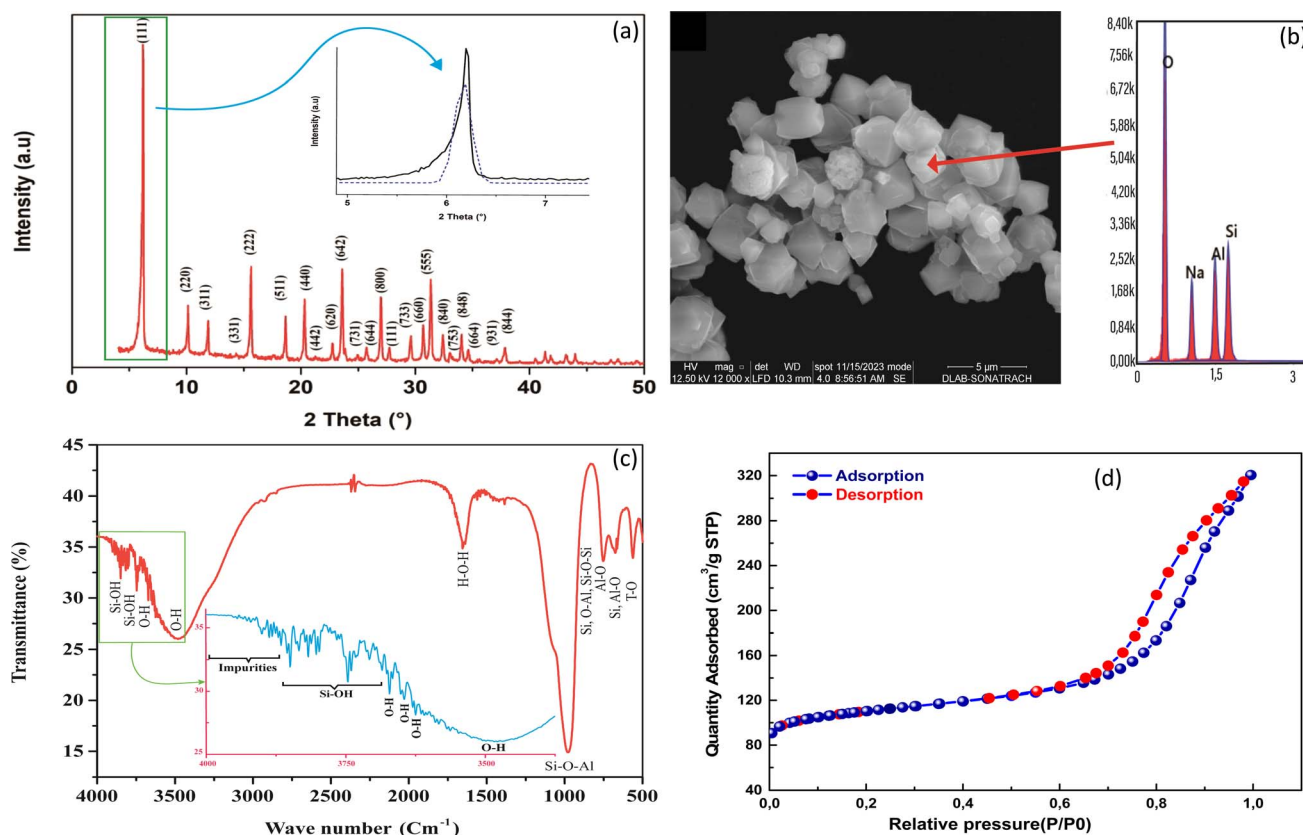 (a)
Intensity (a.u)
(111)
(220)
(311)
(331)
(222)
(511)
(440)
(442)
(620)
(642)
(731)
(644)
(800)
(111)
(733)
(660)
(555)
(840)
(753)
(848)
(664)
(931)
(844)
0 10 20 30 40 50
2 Theta (°)
Intensity (a.u)
5 6 7
2 Theta (°)
HV mag □ det WD spot 11/15/2023 mode
12.50 kV 12 000 x LFD 10.3 mm 4.0 8:56:51 AM SE
5 µm
DLAB-SONATRACH
(b)
8,40k
7,56k
6,72k
5,88k
5,04k
4,20k
3,36k
2,52k
1,68k
0,84k
0,00k
O
Na
Al
Si
0 1,5 3
(c)
Transmittance (%)
45
40
35
30
25
20
15
Si-OH
Si-OH
O-H
O-H
H-O-H
Si-O-Al
Si, O-Al, Si-O-Si
Al-O
Si, Al-O
T-O
35
30
25
Impurities
Si-OH
O-H
O-H
O-H
O-H
4000 3750 3500
4000 3500 3000 2500 2000 1500 1000 500
Wave number (Cm⁻¹)
(d)
Adsorption
Desorption
Quantity Adsorbed (cm³/g STP)
320
280
240
200
160
120
80
40
0,0 0,2 0,4 0,6 0,8 1,0
Relative pressure(P/P0)